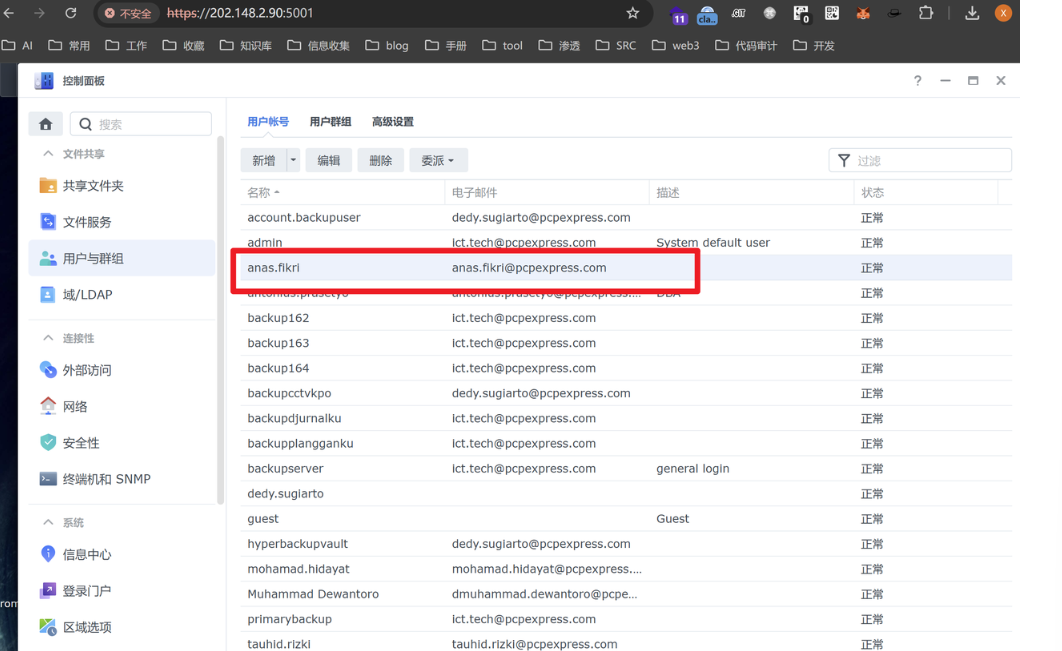 不安全 https://202.148.2.90:5001 11 cla... .GIT 0 X
AI 常用 工作 收藏 知识库 信息收集 blog 手册 tool 渗透 SRC web3 代码审计 开发
控制面板 ?
搜索
文件共享
共享文件夹
文件服务
用户与群组
域/LDAP
连接性
外部访问
网络
安全性
终端机和 SNMP
系统
信息中心
登录门户
区域选项
用户帐号 用户群组 高级设置
新增 编辑 删除 委派 过滤
名称 电子邮件 描述 状态
account.backupuser dedy.sugiarto@pcpexpress.com 正常
admin ict.tech@pcpexpress.com System default user 正常
anas.fikri anas.fikri@pcpexpress.com 正常
antonius.prasetyo antonius.prasetyo@pcpexpress.... DBA 正常
backup162 ict.tech@pcpexpress.com 正常
backup163 ict.tech@pcpexpress.com 正常
backup164 ict.tech@pcpexpress.com 正常
backupcctvkpo dedy.sugiarto@pcpexpress.com 正常
backupdjurnalku ict.tech@pcpexpress.com 正常
backupplangganku ict.tech@pcpexpress.com 正常
backupserver ict.tech@pcpexpress.com general login 正常
dedy.sugiarto 正常
guest Guest 正常
hyperbackupvault dedy.sugiarto@pcpexpress.com 正常
mohamad.hidayat mohamad.hidayat@pcpexpress.... 正常
Muhammad Dewantoro dmuhammad.dewantoro@pcpe... 正常
primarybackup ict.tech@pcpexpress.com 正常
tauhid.rizki tauhid.rizki@pcpexpress.com 正常